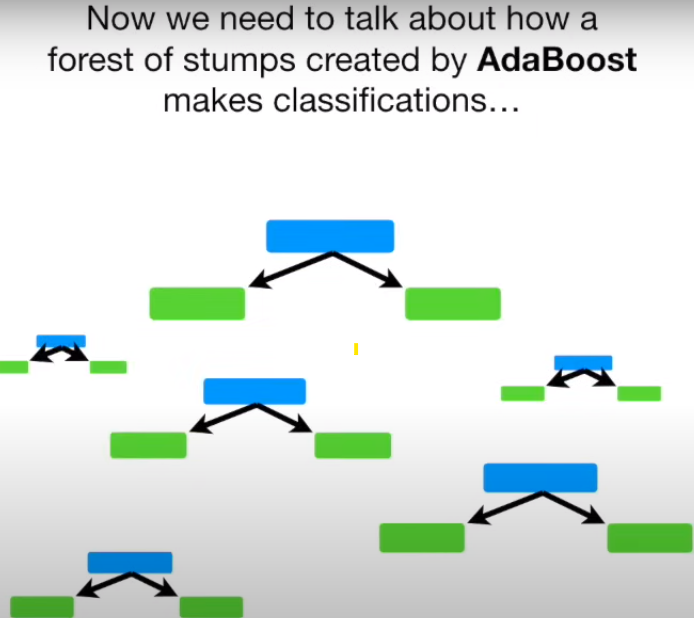 Now we need to talk about how a
forest of stumps created by AdaBoost
makes classifications…